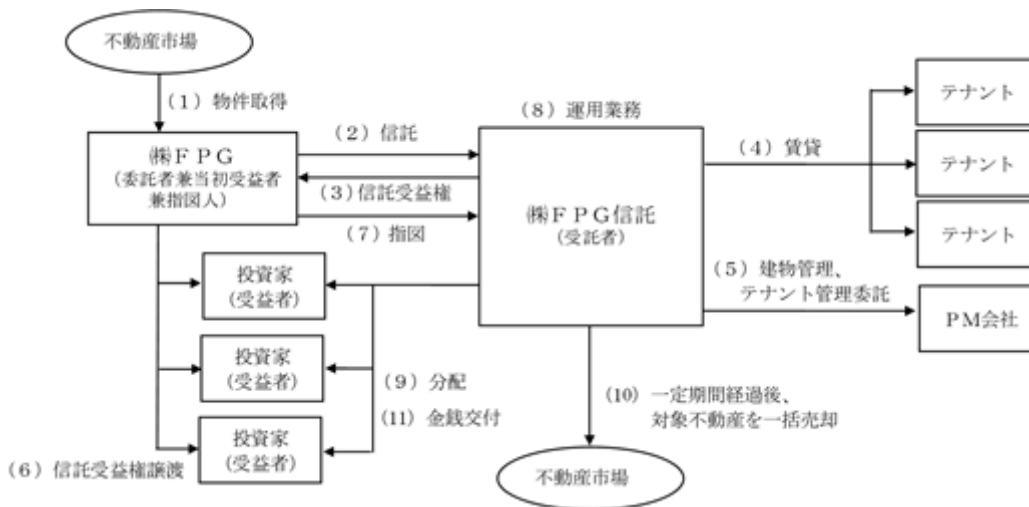 不動産市場
(1) 物件取得
㈱FPG
(委託者兼当初受益者
兼指図人)
(2) 信託
(3) 信託受益権
(7) 指図
(8) 運用業務
㈱FPG信託
(受託者)
(4) 賃貸
テナント
テナント
テナント
(5) 建物管理、
テナント管理委託
PM会社
投資家
(受益者)
投資家
(受益者)
投資家
(受益者)
(6) 信託受益権譲渡
(9) 分配
(11) 金銭交付
(10) 一定期間経過後、
対象不動産を一括売却
不動産市場